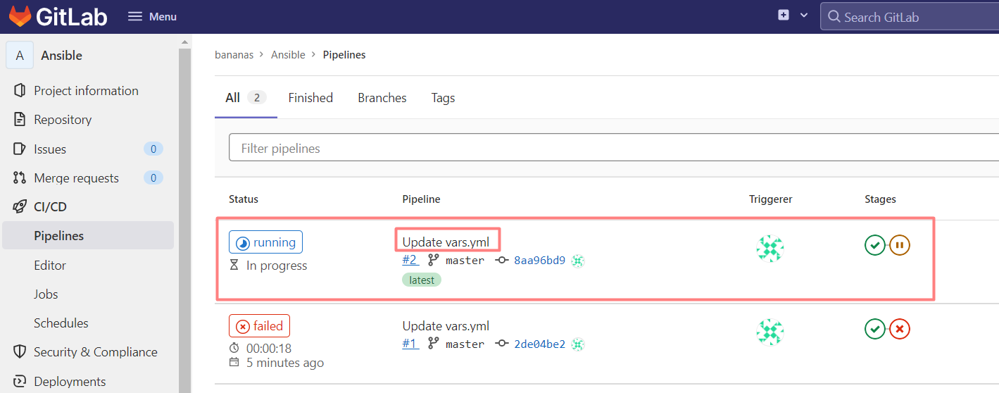 GitLab Menu Search GitLab
A Ansible
Project information
Repository
Issues 0
Merge requests 0
CI/CD
Pipelines
Editor
Jobs
Schedules
Security & Compliance
Deployments
bananas > Ansible > Pipelines
All 2 Finished Branches Tags
Filter pipelines
Status Pipeline Triggerer Stages
running Update vars.yml
In progress #2 master 8aa96bd9
latest
failed Update vars.yml
00:00:18 #1 master 2de04be2
5 minutes ago